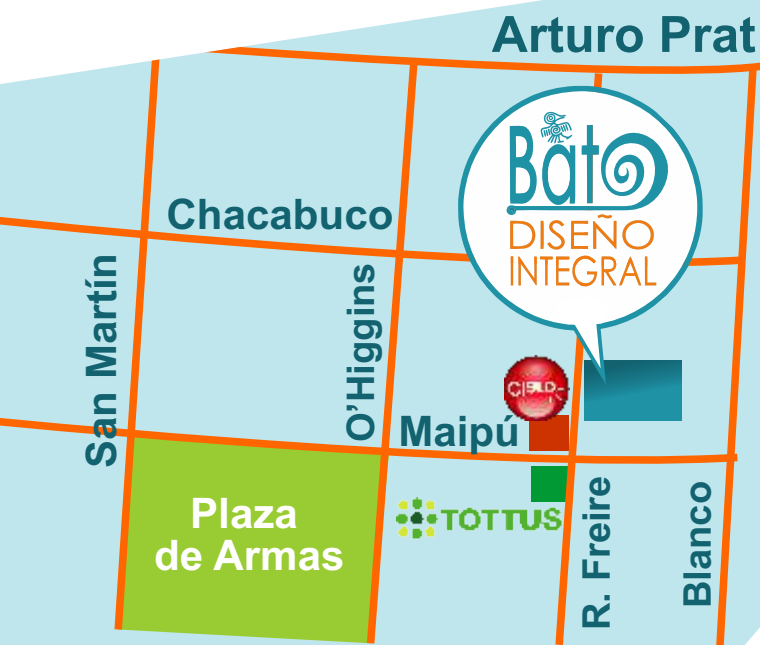 Arturo Prat
Bato
DISEÑO
INTEGRAL
Chacabuco
San Martín
O'Higgins
Maipú
Plaza
de Armas
TOTTUS
R. Freire
Blanco